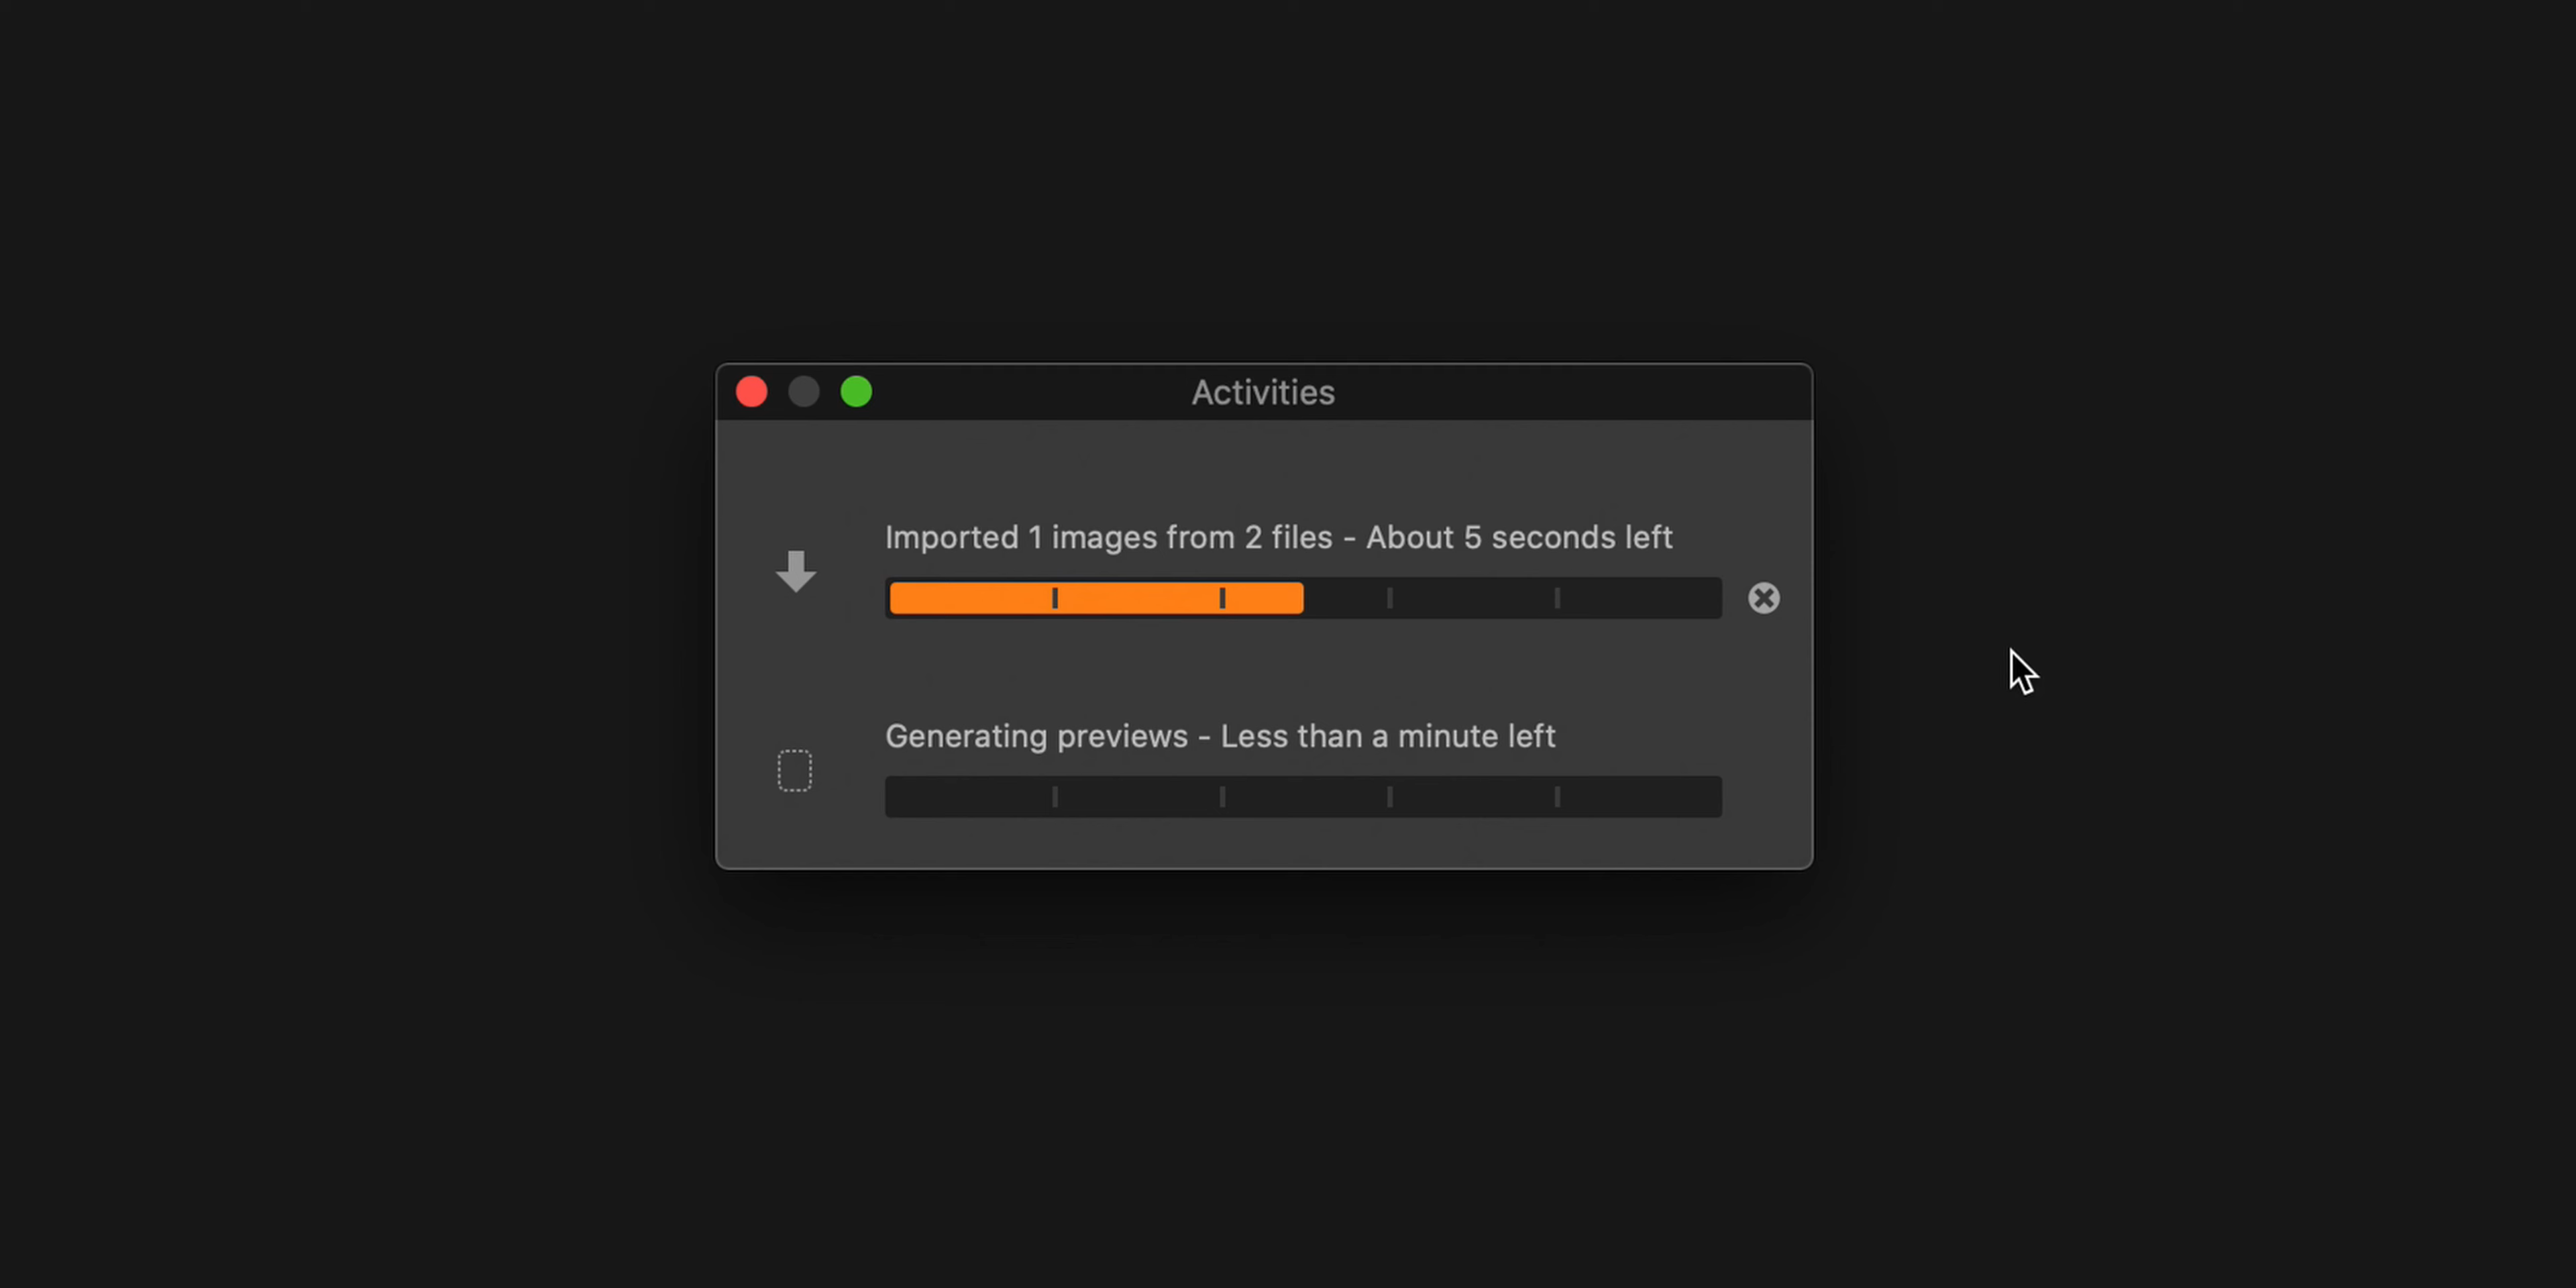 Activities
Imported 1 images from 2 files - About 5 seconds left
Generating previews - Less than a minute left